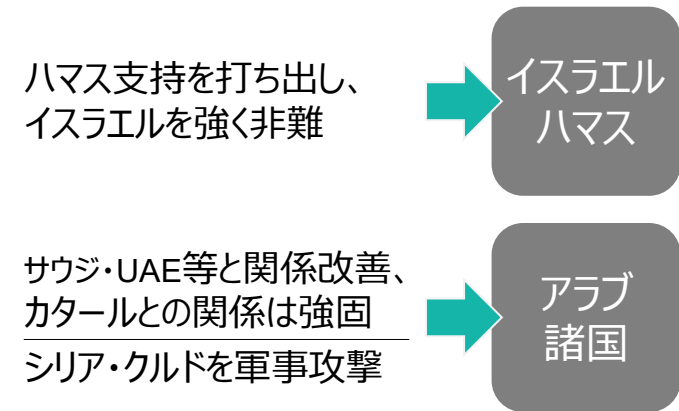 ハマス支持を打ち出し、
イスラエルを強く非難
イスラエル
ハマス
サウジ・UAE等と関係改善、
カタールとの関係は強固
シリア・クルドを軍事攻撃
アラブ
諸国